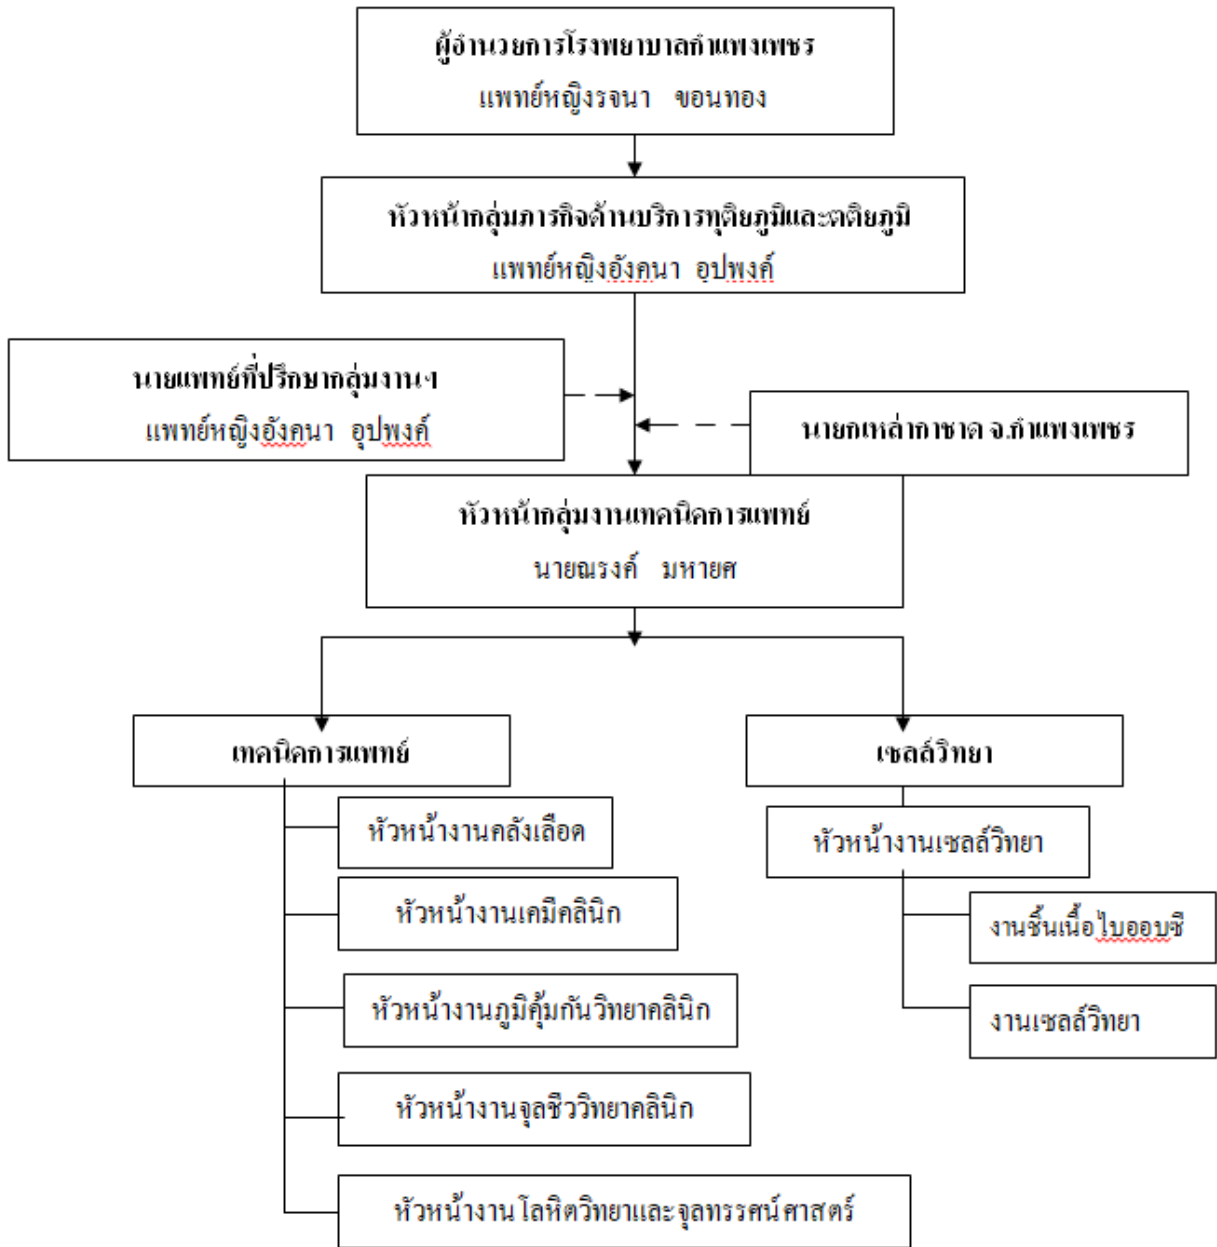 ผู้อำนวยการโรงพยาบาลกำแพงเพชร
แพทย์หญิงรจนา ขอนทอง
หัวหน้ากลุ่มภารกิจด้านบริการทุติยภูมิและตติยภูมิ
แพทย์หญิงอังคนา อุปพงค์
นายแพทย์ที่ปรึกษากลุ่มงานฯ
แพทย์หญิงอังคนา อุปพงค์
นายกเหล่ากาชาด จ.กำแพงเพชร
หัวหน้ากลุ่มงานเทคนิคการแพทย์
นายณรงค์ มหายศ
เทคนิคการแพทย์
หัวหน้างานคลังเลือด
หัวหน้างานเคมีคลินิก
หัวหน้างานภูมิคุ้มกันวิทยาคลินิก
หัวหน้างานจุลชีววิทยาคลินิก
หัวหน้างานโลหิตวิทยาและจุลทรรศน์ศาสตร์
เซลล์วิทยา
หัวหน้างานเซลล์วิทยา
งานชิ้นเนื้อไบออบซี
งานเซลล์วิทยา